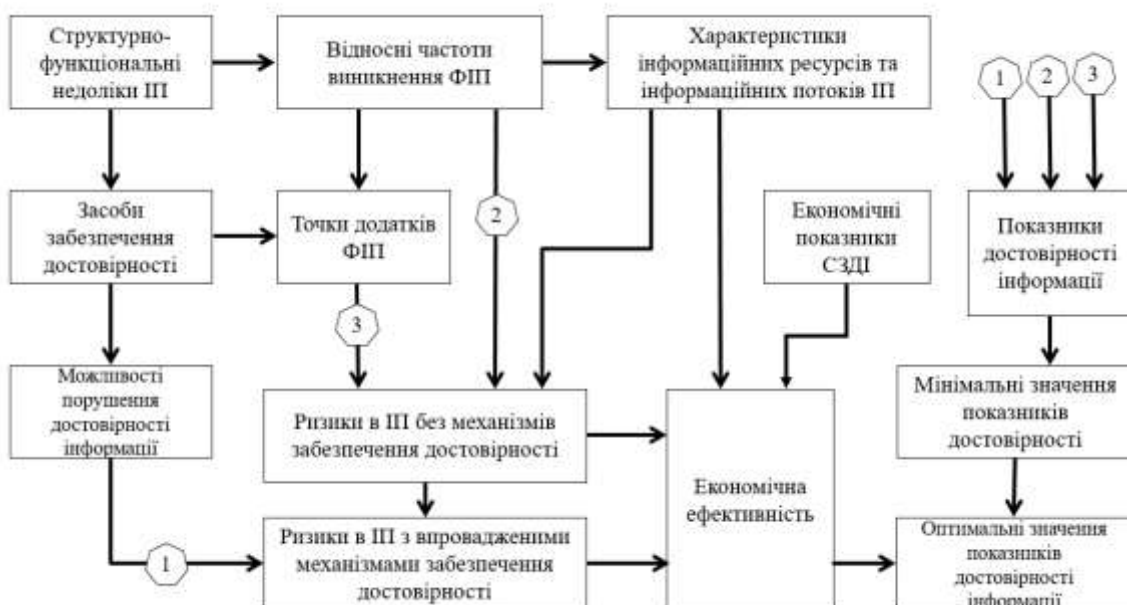 Структурно-
функціональні
недоліки ІП
Відносні частоти
виникнення ФІП
Характеристики
інформаційних ресурсів та
інформаційних потоків ІП
1
2
3
Засоби
забезпечення
достовірності
Точки додатків
ФІП
2
Економічні
показники
СЗДІ
Показники
достовірності
інформації
3
Можливості
порушення
достовірності
інформації
Ризики в ІП без механізмів
забезпечення достовірності
Економічна
ефективність
Мінімальні значення
показників
достовірності
1
Ризики в ІП з впровадженими
механізмами забезпечення
достовірності
Оптимальні значення
показників
достовірності
інформації